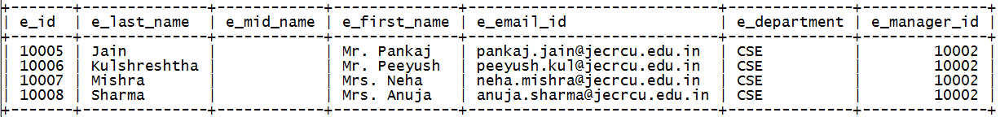 +-------+--------------+------------+--------------+----------------------------+--------------+--------------+
| e_id | e_last_name | e_mid_name | e_first_name | e_email_id | e_department | e_manager_id |
+-------+--------------+------------+--------------+----------------------------+--------------+--------------+
| 10005 | Jain | | Mr. Pankaj | pankaj.jain@jecrcu.edu.in | CSE | 10002 |
| 10006 | Kulshreshtha | | Mr. Peeyush | peeyush.kul@jecrcu.edu.in | CSE | 10002 |
| 10007 | Mishra | | Mrs. Neha | neha.mishra@jecrcu.edu.in | CSE | 10002 |
| 10008 | Sharma | | Mrs. Anuja | anuja.sharma@jecrcu.edu.in | CSE | 10002 |
+-------+--------------+------------+--------------+----------------------------+--------------+--------------+